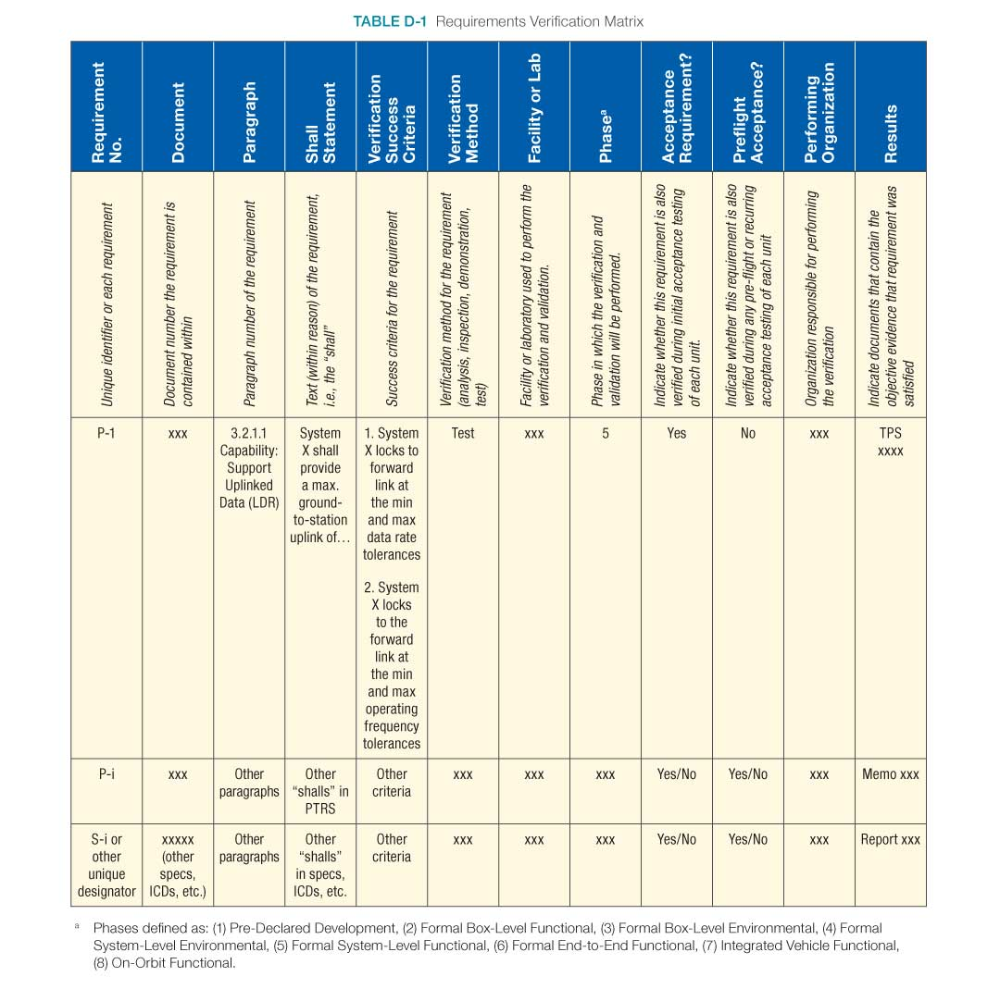 TABLE D-1 Requirements Verification Matrix
Requirement
No.
Document
Paragraph
Shall
Statement
Verification
Success
Criteria
Verification
Method
Facility or Lab
Phaseᵃ
Acceptance
Requirement?
Preflight
Acceptance?
Performing
Organization
Results
Unique identifier or each requirement
Document number the requirement is
contained within
Paragraph number of the requirement
Text (within reason) of the requirement,
i.e., the “shall”
Success criteria for the requirement
Verification method for the requirement
(analysis, inspection, demonstration,
test)
Facility or laboratory used to perform the
verification and validation.
Phase in which the verification and
validation will be performed.
Indicate whether this requirement is also
verified during initial acceptance testing
of each unit.
Indicate whether this requirement is also
verified during any pre-flight or recurring
acceptance testing of each unit
Organization responsible for performing
the verification
Indicate documents that contain the
objective evidence that requirement was
satisfied
P-1
xxx
3.2.1.1
Capability:
Support
Uplinked
Data (LDR)
System
X shall
provide
a max.
ground-
to-station
uplink of…
1. System
X locks to
forward
link at
the min
and max
data rate
tolerances
2. System
X locks
to the
forward
link at
the min
and max
operating
frequency
tolerances
Test
xxx
5
Yes
No
xxx
TPS
xxxx
P-i
xxx
Other
paragraphs
Other
“shalls” in
PTRS
Other
criteria
xxx
xxx
xxx
Yes/No
Yes/No
xxx
Memo xxx
S-i or
other
unique
designator
xxxxx
(other
specs,
ICDs, etc.)
Other
paragraphs
Other
“shalls”
in specs,
ICDs, etc.
Other
criteria
xxx
xxx
xxx
Yes/No
Yes/No
xxx
Report xxx
a Phases defined as: (1) Pre-Declared Development, (2) Formal Box-Level Functional, (3) Formal Box-Level Environmental, (4) Formal
System-Level Environmental, (5) Formal System-Level Functional, (6) Formal End-to-End Functional, (7) Integrated Vehicle Functional,
(8) On-Orbit Functional.